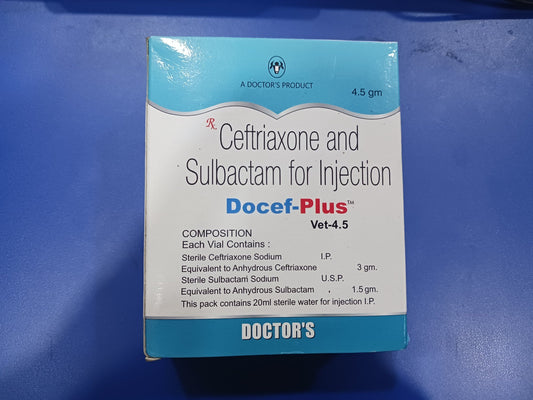 A DOCTOR'S PRODUCT
4.5 gm
Rx Ceftriaxone and
Sulbactam for Injection
Docef-Plus™
Vet-4.5
COMPOSITION
Each Vial Contains :
Sterile Ceftriaxone Sodium I.P.
Equivalent to Anhydrous Ceftriaxone 3 gm.
Sterile Sulbactam Sodium U.S.P.
Equivalent to Anhydrous Sulbactam . 1.5 gm.
This pack contains 20ml sterile water for injection I.P.
DOCTOR'S